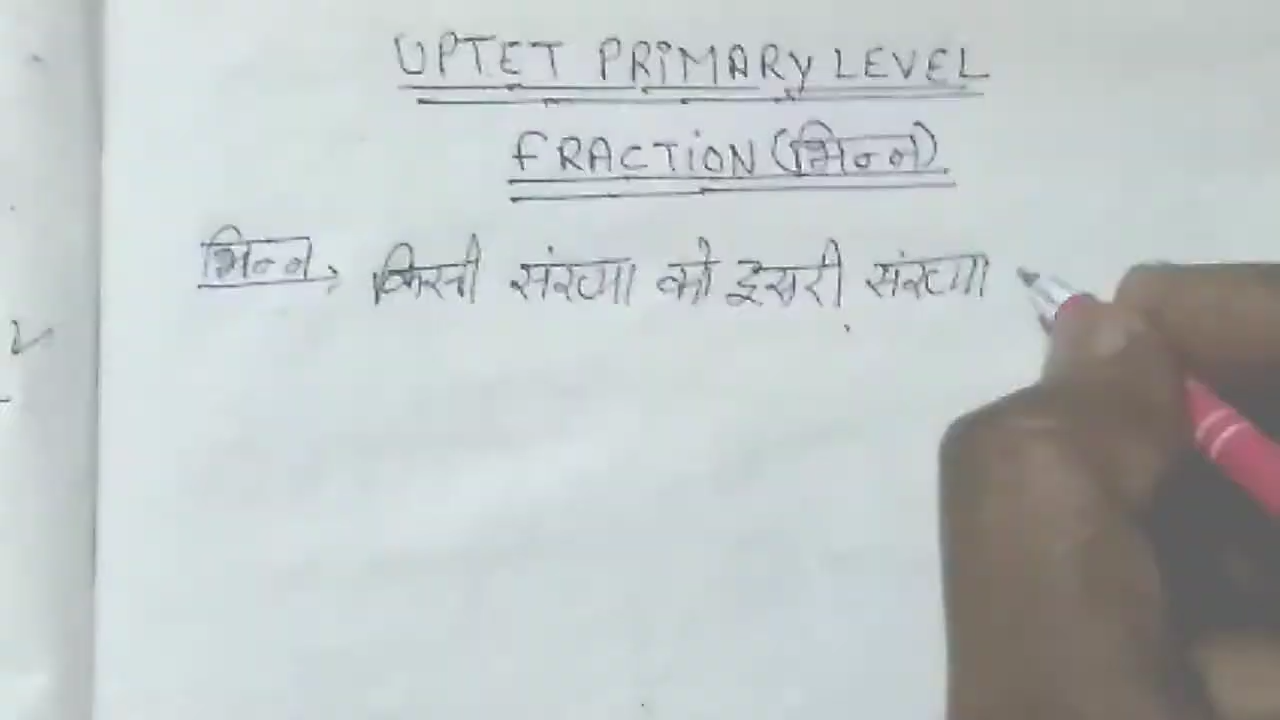 UPTET PRIMARY LEVEL
FRACTION (भिन्न)
भिन्न, किसी संख्या को दुसरी संख्या